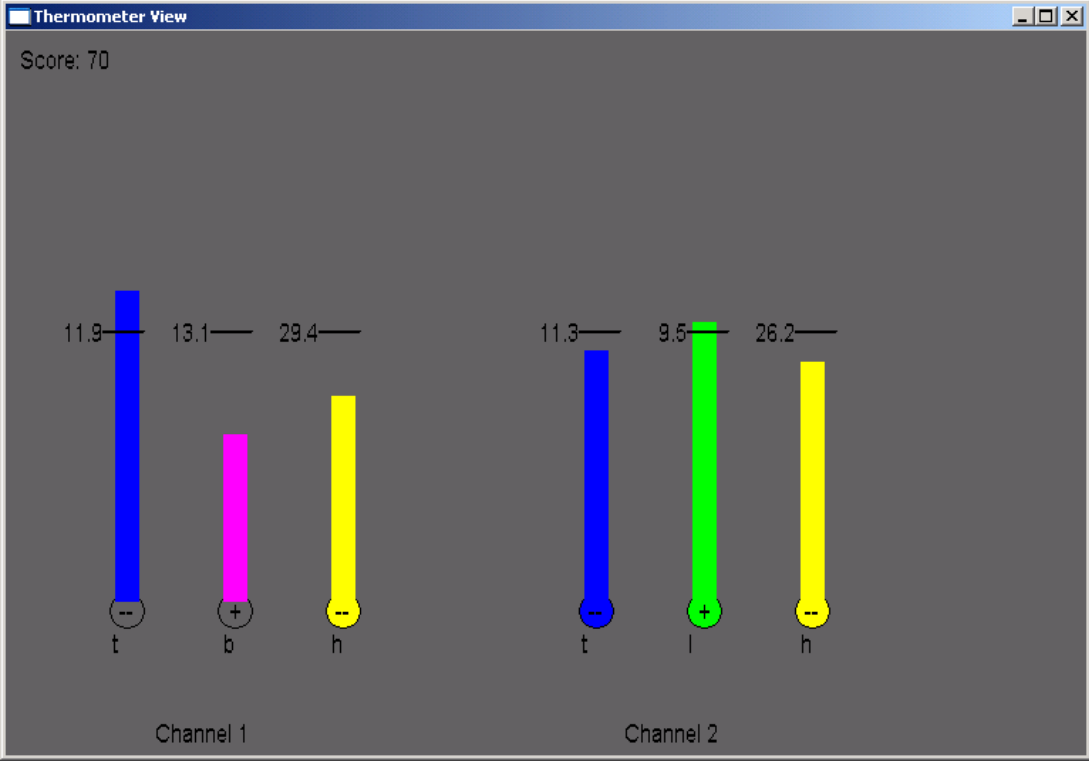 Thermometer View
Score: 70
11.9 13.1 29.4 11.3 9.5 26.2
-- + -- -- + --
t b h t l h
Channel 1 Channel 2